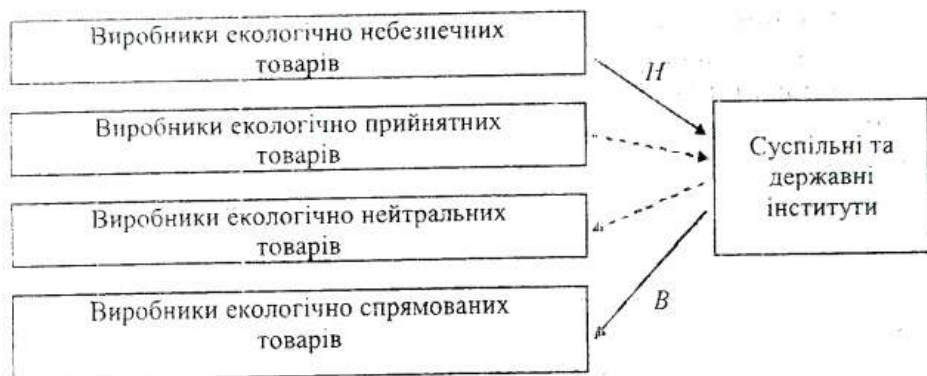 Виробники екологічно небезпечних
товарів
Н
Виробники екологічно прийнятних
товарів
Суспільні та
державні
інститути
Виробники екологічно нейтральних
товарів
Виробники екологічно спрямованих
товарів
В